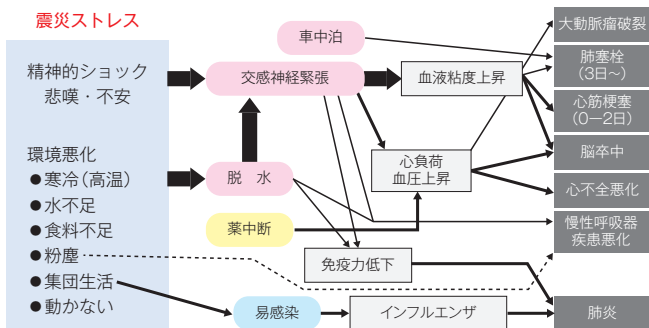 震災ストレス
精神的ショック
悲嘆・不安
環境悪化
●寒冷(高温)
●水不足
●食料不足
●粉塵
●集団生活
●動かない
車中泊
交感神経緊張
脱 水
薬中断
易感染
血液粘度上昇
心負荷
血圧上昇
免疫力低下
インフルエンザ
大動脈瘤破裂
肺塞栓
(3日~)
心筋梗塞
(0―2日)
脳卒中
心不全悪化
慢性呼吸器
疾患悪化
肺炎